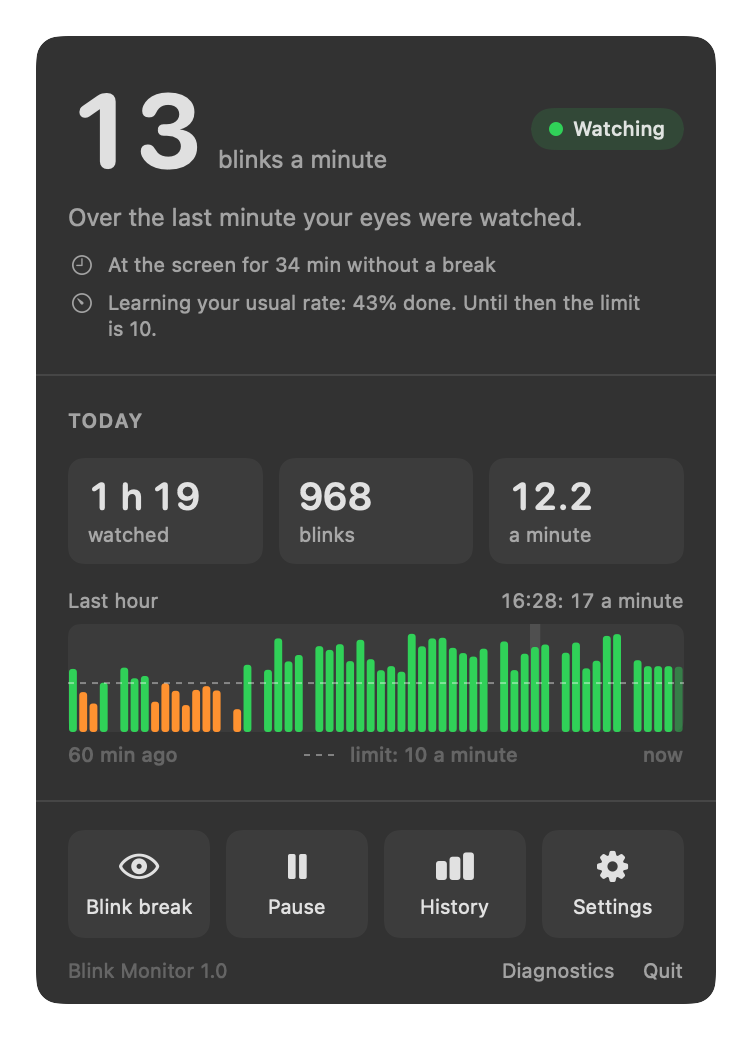 13 blinks a minute
Watching
Over the last minute your eyes were watched.
At the screen for 34 min without a break
Learning your usual rate: 43% done. Until then the limit
is 10.
TODAY
1 h 19
watched
968
blinks
12.2
a minute
Last hour
16:28: 17 a minute
60 min ago
limit: 10 a minute
now
Blink break
Pause
History
Settings
Blink Monitor 1.0
Diagnostics
Quit